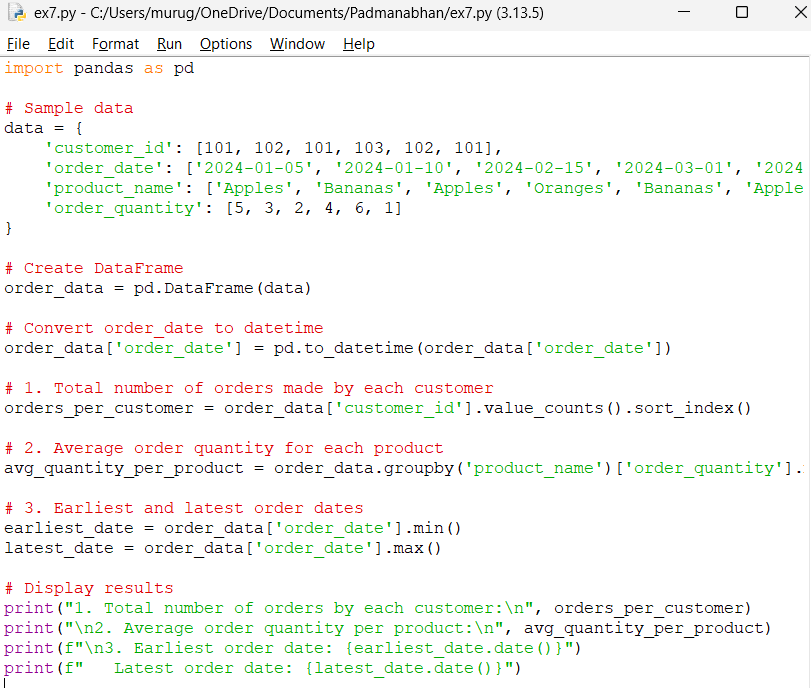 ex7.py - C:/Users/murug/OneDrive/Documents/Padmanabhan/ex7.py (3.13.5)
File Edit Format Run Options Window Help
import pandas as pd

# Sample data
data = {
    'customer_id': [101, 102, 101, 103, 102, 101],
    'order_date': ['2024-01-05', '2024-01-10', '2024-02-15', '2024-03-01', '2024
    'product_name': ['Apples', 'Bananas', 'Apples', 'Oranges', 'Bananas', 'Apple
    'order_quantity': [5, 3, 2, 4, 6, 1]
}

# Create DataFrame
order_data = pd.DataFrame(data)

# Convert order_date to datetime
order_data['order_date'] = pd.to_datetime(order_data['order_date'])

# 1. Total number of orders made by each customer
orders_per_customer = order_data['customer_id'].value_counts().sort_index()

# 2. Average order quantity for each product
avg_quantity_per_product = order_data.groupby('product_name')['order_quantity'].

# 3. Earliest and latest order dates
earliest_date = order_data['order_date'].min()
latest_date = order_data['order_date'].max()

# Display results
print("1. Total number of orders by each customer:\n", orders_per_customer)
print("\n2. Average order quantity per product:\n", avg_quantity_per_product)
print(f"\n3. Earliest order date: {earliest_date.date()}")
print(f"   Latest order date: {latest_date.date()}")